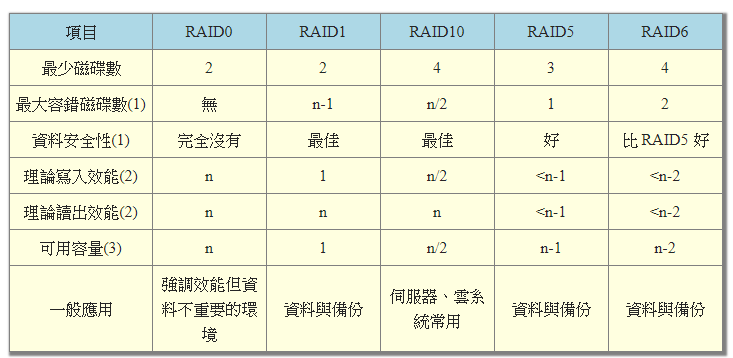 項目 RAID0 RAID1 RAID10 RAID5 RAID6
最少磁碟數 2 2 4 3 4
最大容錯磁碟數(1) 無 n-1 n/2 1 2
資料安全性(1) 完全沒有 最佳 最佳 好 比 RAID5 好
理論寫入效能(2) n 1 n/2 <n-1 <n-2
理論讀出效能(2) n n n <n-1 <n-2
可用容量(3) n 1 n/2 n-1 n-2
一般應用 強調效能但資料不重要的環境 資料與備份 伺服器、雲系統常用 資料與備份 資料與備份